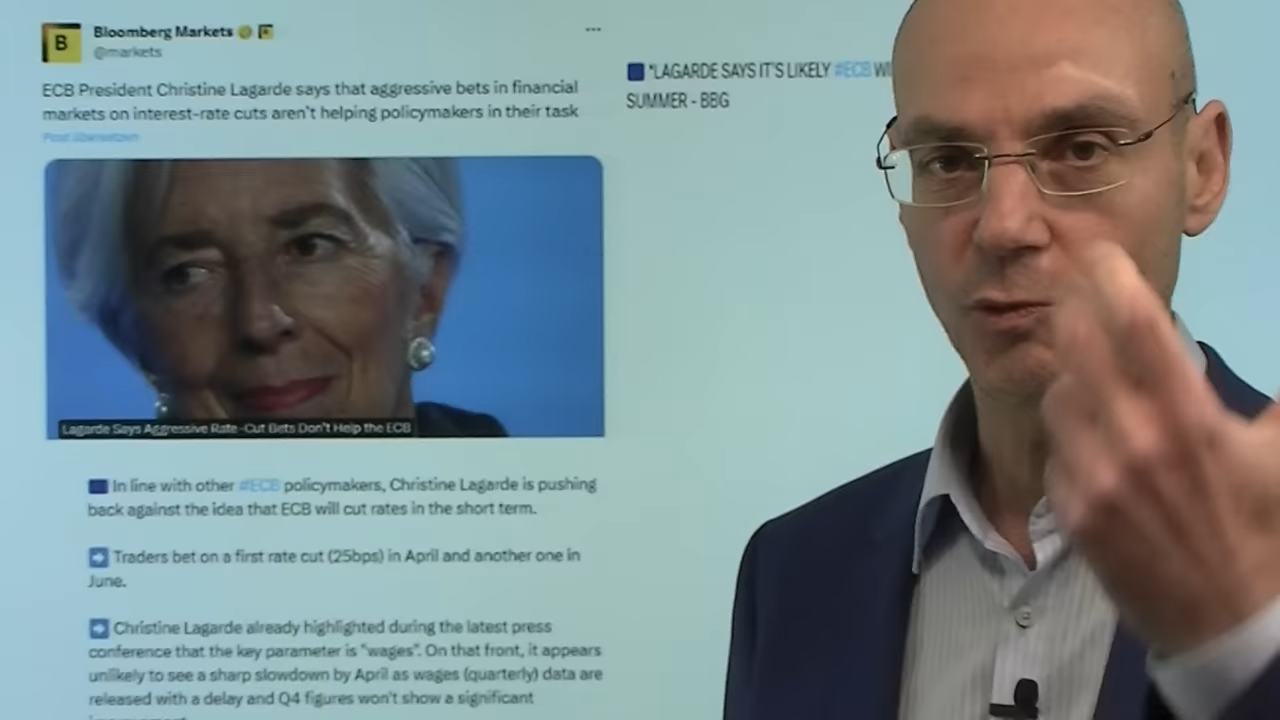 B
Bloomberg Markets
@markets
ECB President Christine Lagarde says that aggressive bets in financial
markets on interest-rate cuts aren't helping policymakers in their task
Post übersetzen
Lagarde Says Aggressive Rate-Cut Bets Don't Help the ECB
In line with other #ECB policymakers, Christine Lagarde is pushing
back against the idea that ECB will cut rates in the short term.
Traders bet on a first rate cut (25bps) in April and another one in
June.
Christine Lagarde already highlighted during the latest press
conference that the key parameter is "wages". On that front, it appears
unlikely to see a sharp slowdown by April as wages (quarterly) data are
released with a delay and Q4 figures won't show a significant
*LAGARDE SAYS IT'S LIKELY #ECB WI
SUMMER - BBG